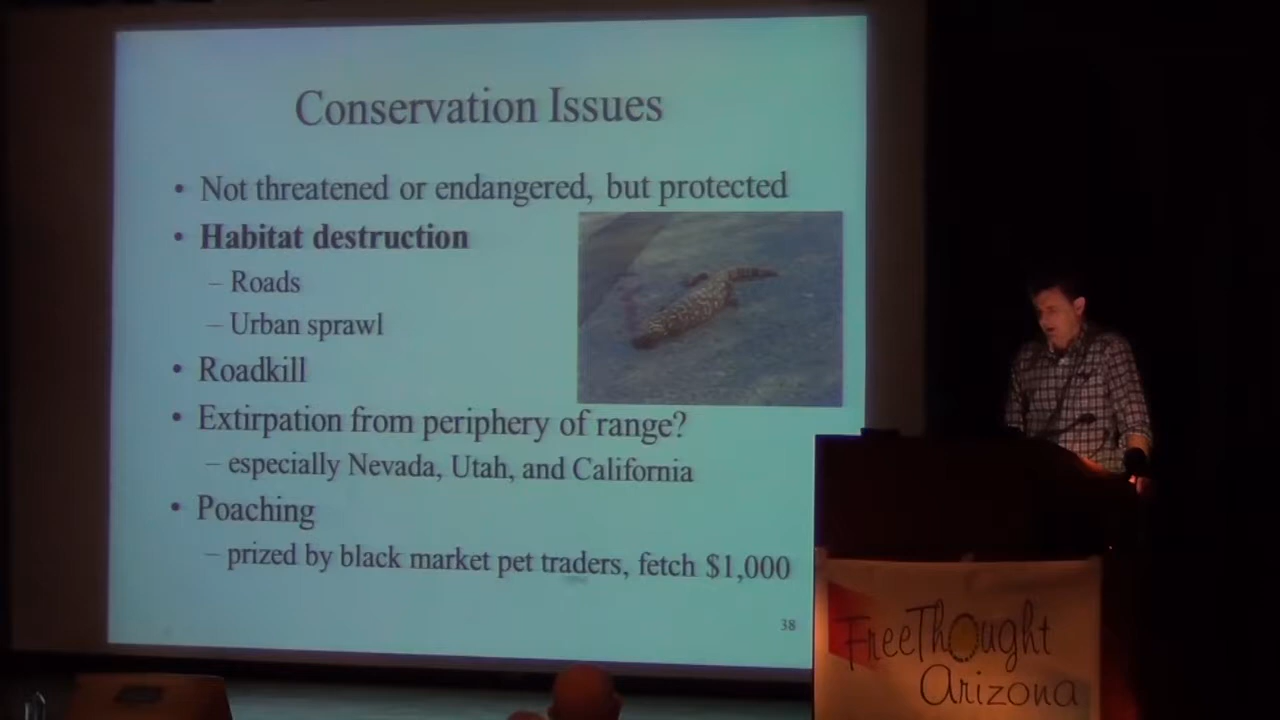 Conservation Issues
• Not threatened or endangered, but protected
• Habitat destruction
– Roads
– Urban sprawl
• Roadkill
• Extirpation from periphery of range?
– especially Nevada, Utah, and California
• Poaching
– prized by black market pet traders, fetch $1,000
38
FreeThought
Arizona